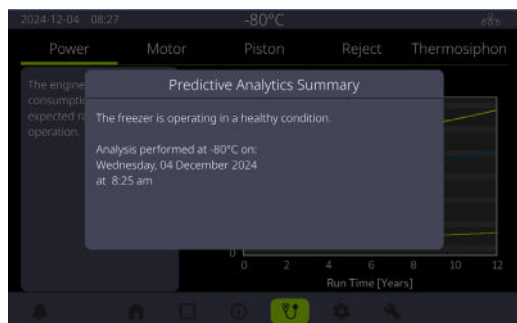 2024-12-04 08:27 -80°C
Power Motor Piston Reject Thermosiphon
The engine
consumptio
expected ra
operation.
Predictive Analytics Summary
The freezer is operating in a healthy condition.
Analysis performed at -80°C on:
Wednesday, 04 December 2024
at 8:25 am
0
0 2 4 6 8 10 12
Run Time [Years]